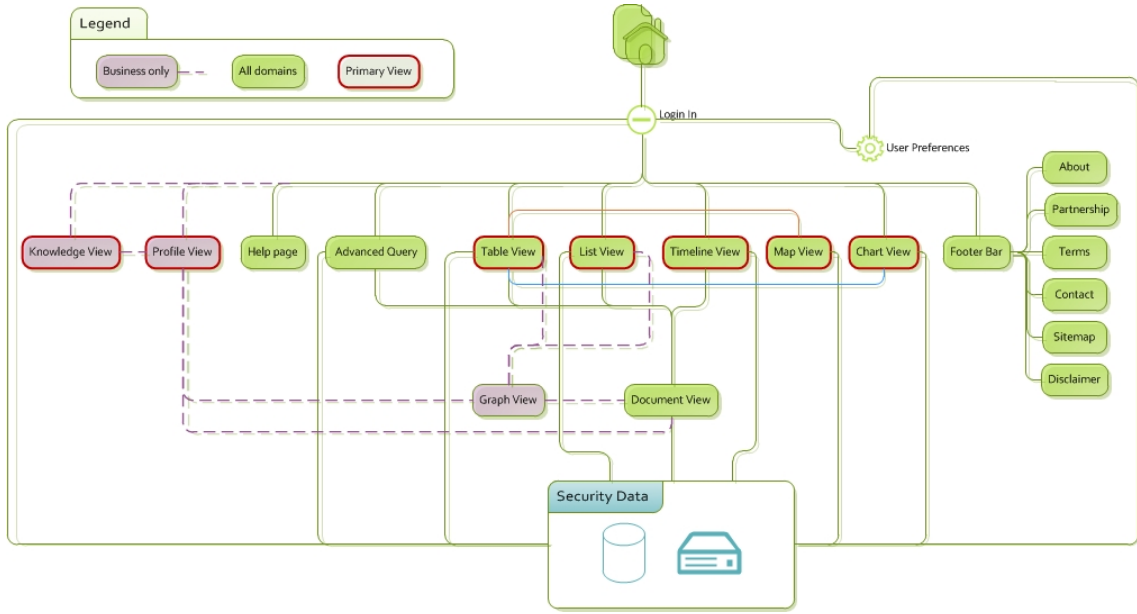 Legend
Business only
All domains
Primary View
Login In
User Preferences
About
Partnership
Knowledge View
Profile View
Help page
Advanced Query
Table View
List View
Timeline View
Map View
Chart View
Footer Bar
Terms
Contact
Sitemap
Disclaimer
Graph View
Document View
Security Data